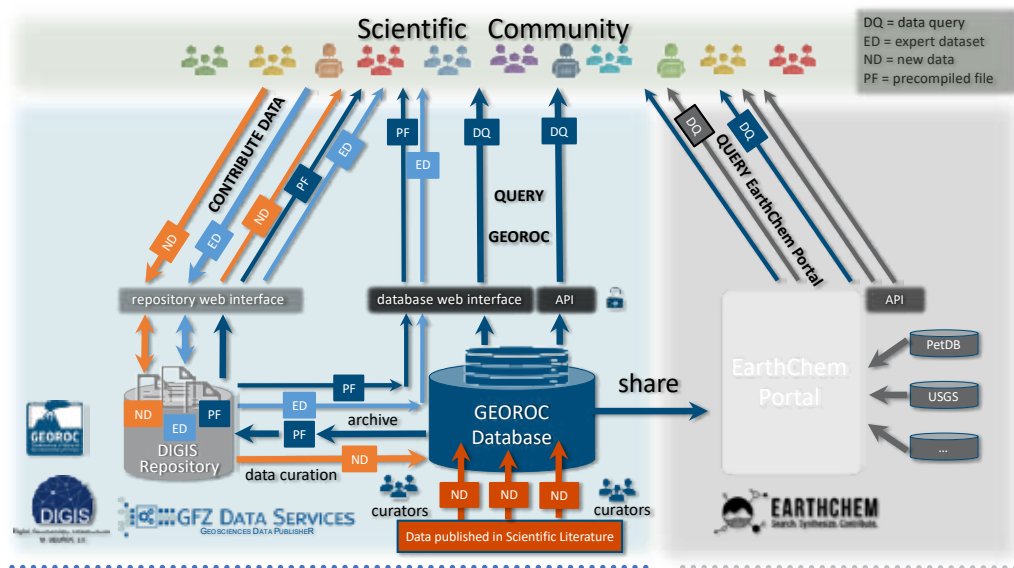 Scientific Community
DQ = data query
ED = expert dataset
ND = new data
PF = precompiled file
CONTRIBUTE DATA
ND
ED
ND
PF
ED
PF
ED
DQ
DQ
QUERY
GEOROC
DQ
DQ
QUERY EarthChem Portal
repository web interface
database web interface
API
API
ND
ED
PF
DIGIS
Repository
PF
ED
archive
PF
data curation
ND
GEOROC
Database
share
EarthChem
Portal
PetDB
USGS
...
ND
ND
ND
curators
curators
Data published in Scientific Literature
GEOROC
DIGIS
GFZ DATA SERVICES
GEOSCIENCES DATA PUBLISHER
EARTHCHEM
Search. Synthesize. Contribute.